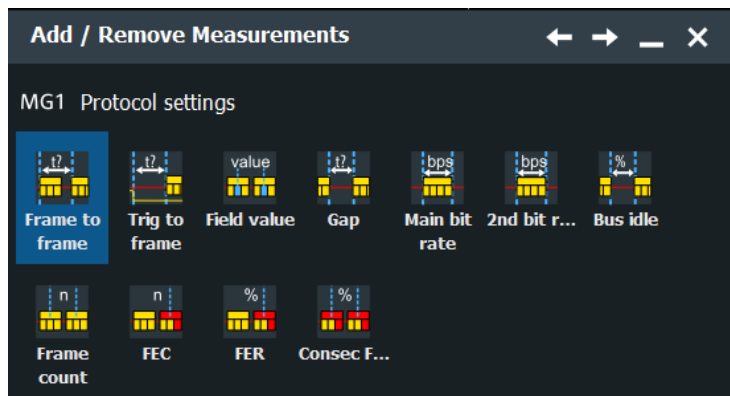 Add / Remove Measurements
MG1 Protocol settings
t? t? value t? bps bps %
Frame to Trig to Field value Gap Main bit 2nd bit r... Bus idle
frame frame rate
n n % %
Frame FEC FER Consec F...
count